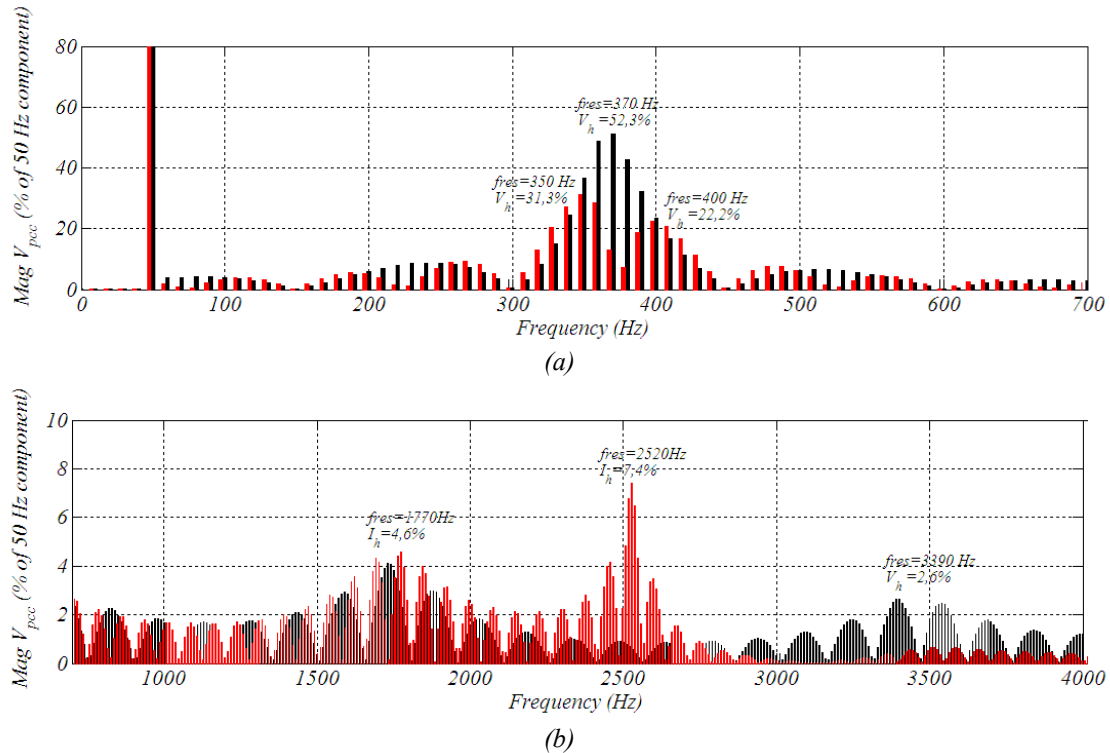 Mag V_pcc (% of 50 Hz component)
80
60
40
20
0
fres=370 Hz
V_h =52,3%
fres=350 Hz
V_h =31,3%
fres=400 Hz
V_h =22,2%
0 100 200 300 400 500 600 700
Frequency (Hz)
(a)
Mag V_pcc (% of 50 Hz component)
10
8
6
4
2
0
fres=2520Hz
I_h=7,4%
fres=1770Hz
I_h=4,6%
fres=3390 Hz
V_h =2,6%
1000 1500 2000 2500 3000 3500 4000
Frequency (Hz)
(b)